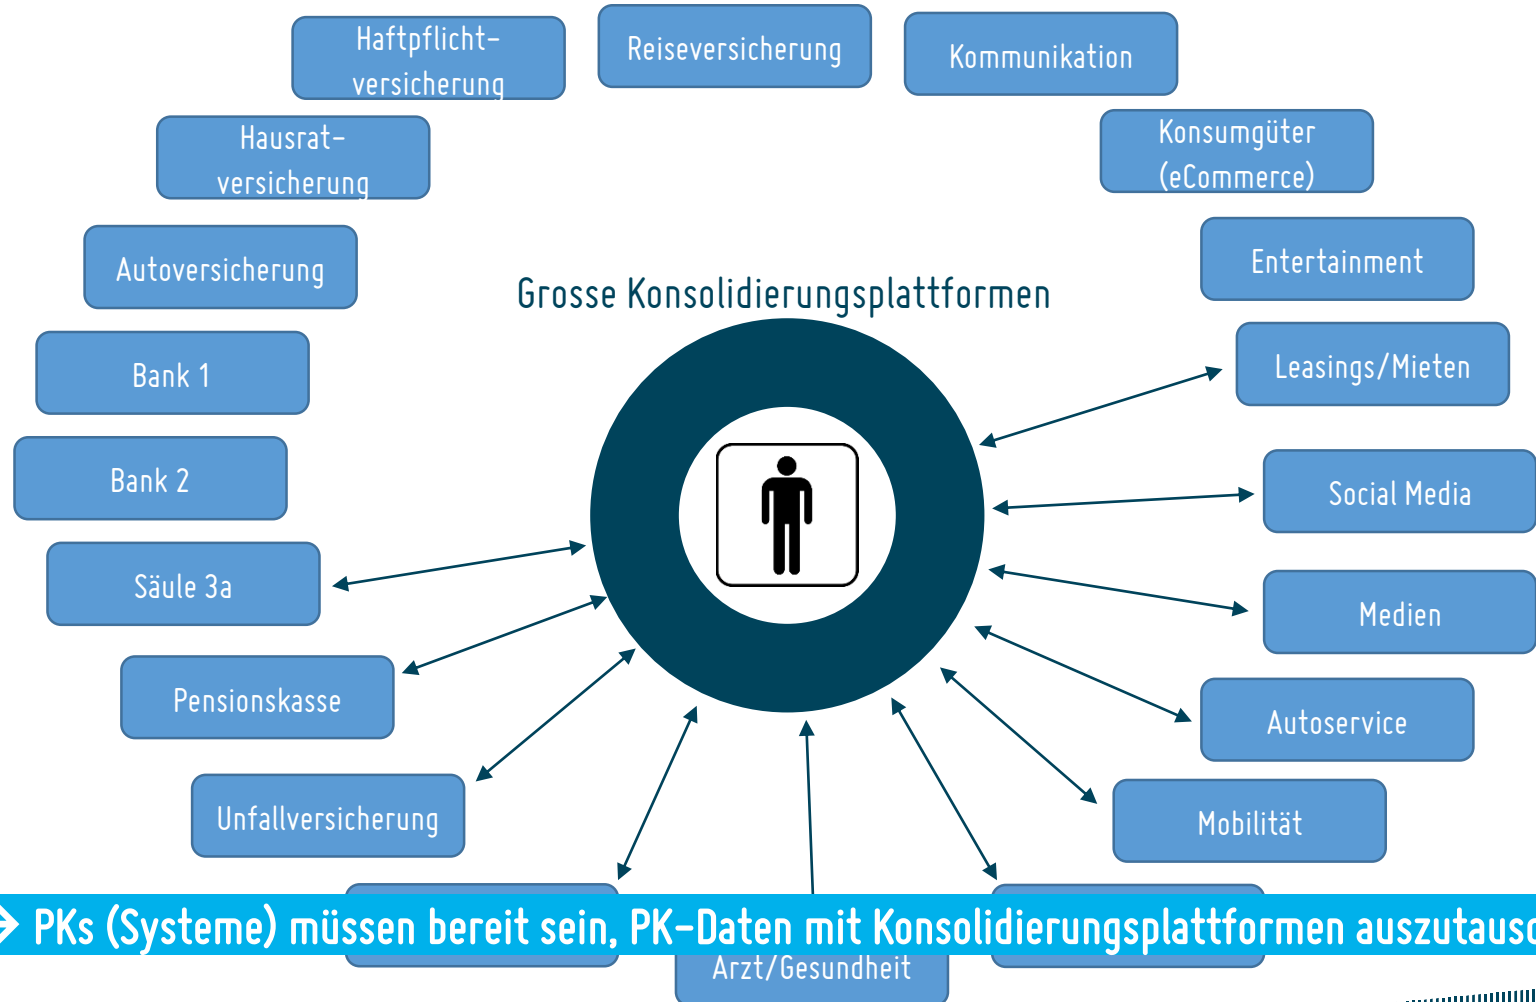 Haftpflicht-
versicherung
Reiseversicherung
Kommunikation
Hausrat-
versicherung
Konsumgüter
(eCommerce)
Autoversicherung
Entertainment
Grosse Konsolidierungsplattformen
Bank 1
Leasings/Mieten
Bank 2
Social Media
Säule 3a
Medien
Pensionskasse
Autoservice
Unfallversicherung
Mobilität
PKs (Systeme) müssen bereit sein, PK-Daten mit Konsolidierungsplattformen
Arzt/Gesundheit